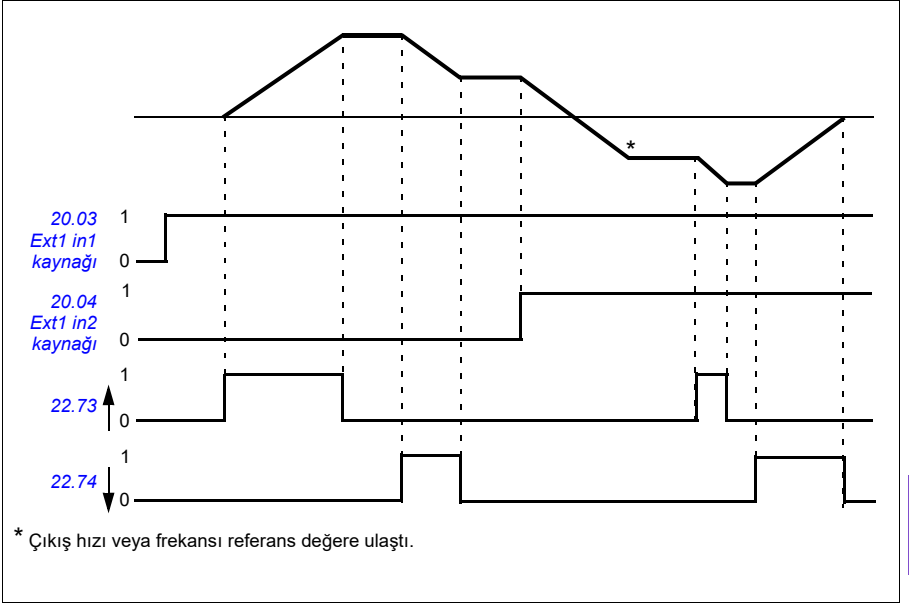 *
20.03
Ext1 in1
kaynağı
1
0
20.04
Ext1 in2
kaynağı
1
0
22.73
1
0
22.74
1
0
* Çıkış hızı veya frekansı referans değere ulaştı.